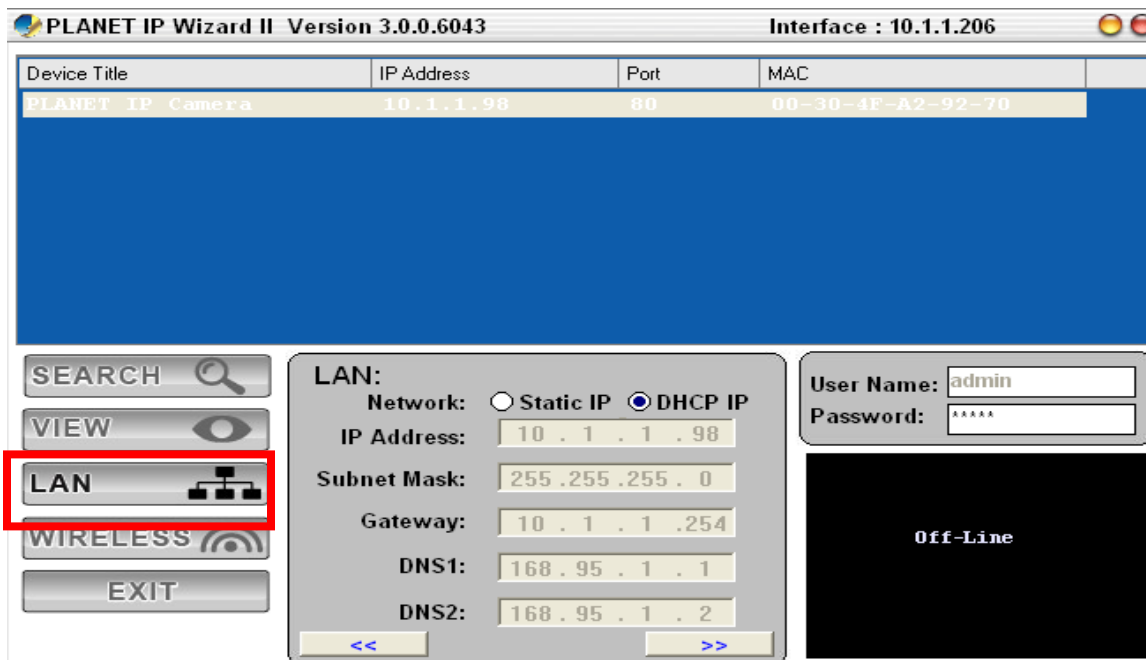 PLANET IP Wizard II Version 3.0.0.6043 Interface : 10.1.1.206
Device Title IP Address Port MAC
PLANET IP Camera 10.1.1.98 80 00-30-4F-A2-92-70
SEARCH
VIEW
LAN
WIRELESS
EXIT
LAN:
Network: Static IP DHCP IP
IP Address: 10 . 1 . 1 . 98
Subnet Mask: 255 .255 .255 . 0
Gateway: 10 . 1 . 1 .254
DNS1: 168 . 95 . 1 . 1
DNS2: 168 . 95 . 1 . 2
<< >>
User Name: admin
Password: *****
Off-Line